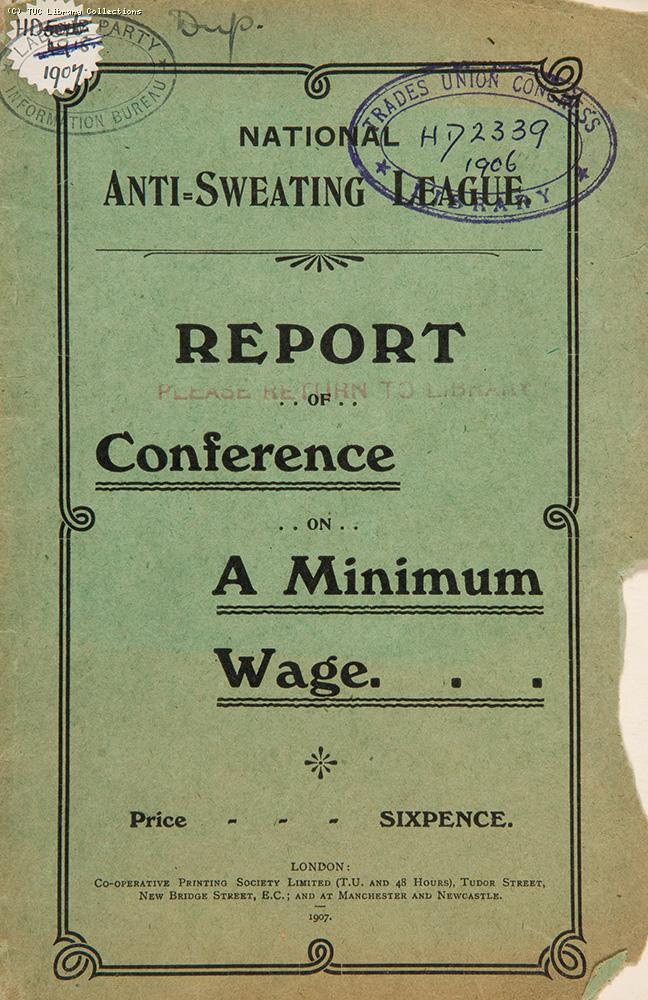 (C) TUC Library Collections
Dup.
LABOUR PARTY
INFORMATION BUREAU
1907.
TRADES UNION CONGRESS
HD 2339
1906
LIBRARY
NATIONAL
ANTI-SWEATING LEAGUE.
REPORT
PLEASE RETURN TO LIBRARY
. . OF . .
Conference
. . ON . .
A Minimum
Wage. . .
Price - - - SIXPENCE.
LONDON:
CO-OPERATIVE PRINTING SOCIETY LIMITED (T.U. AND 48 HOURS), TUDOR STREET,
NEW BRIDGE STREET, E.C.; AND AT MANCHESTER AND NEWCASTLE.
1907.